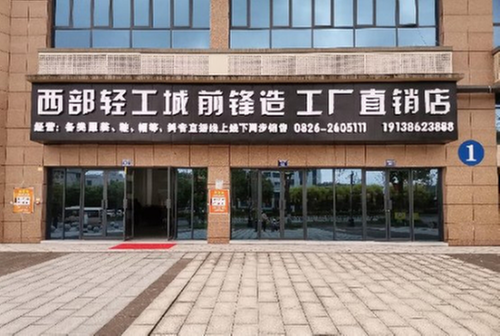 西部轻工城 前锋造 工厂直销店
经营：各类服装、鞋、帽等，抖音直播线上线下同步销售 0826-2605111 19138623888
1